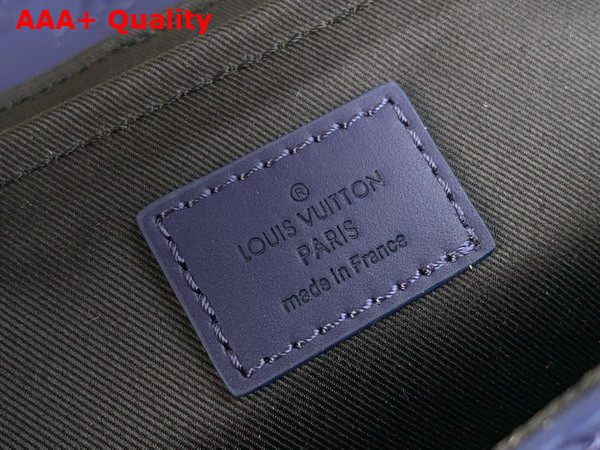 AAA+ Quality
®
LOUIS VUITTON
PARIS
made in France